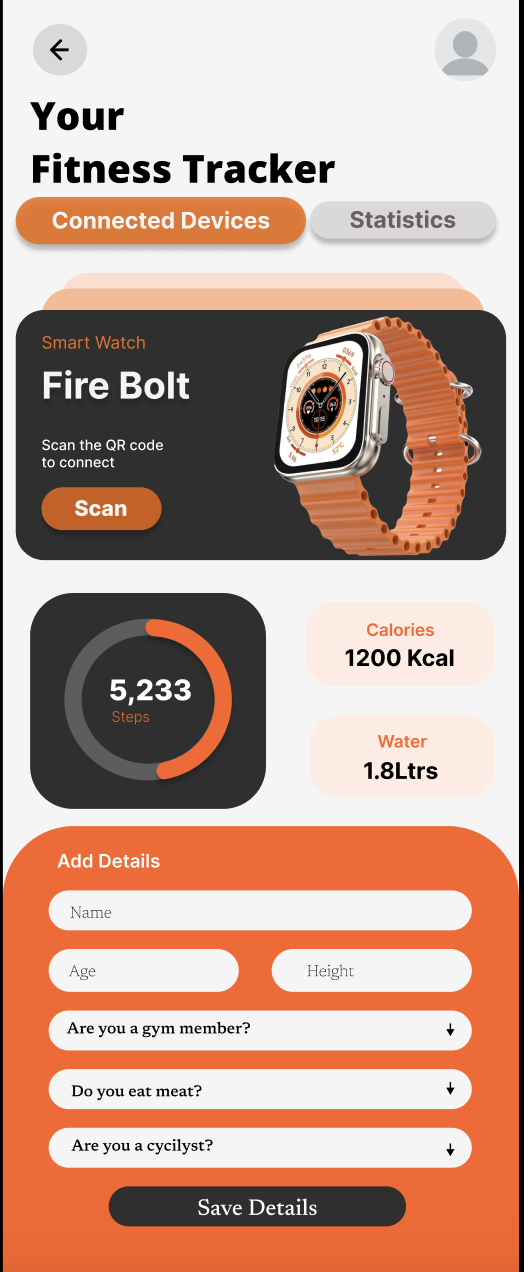 Your
Fitness Tracker
Connected Devices
Statistics
Smart Watch
Fire Bolt
Scan the QR code
to connect
Scan
5,233
Steps
Calories
1200 Kcal
Water
1.8Ltrs
Add Details
Name
Age
Height
Are you a gym member?
Do you eat meat?
Are you a cycilyst?
Save Details